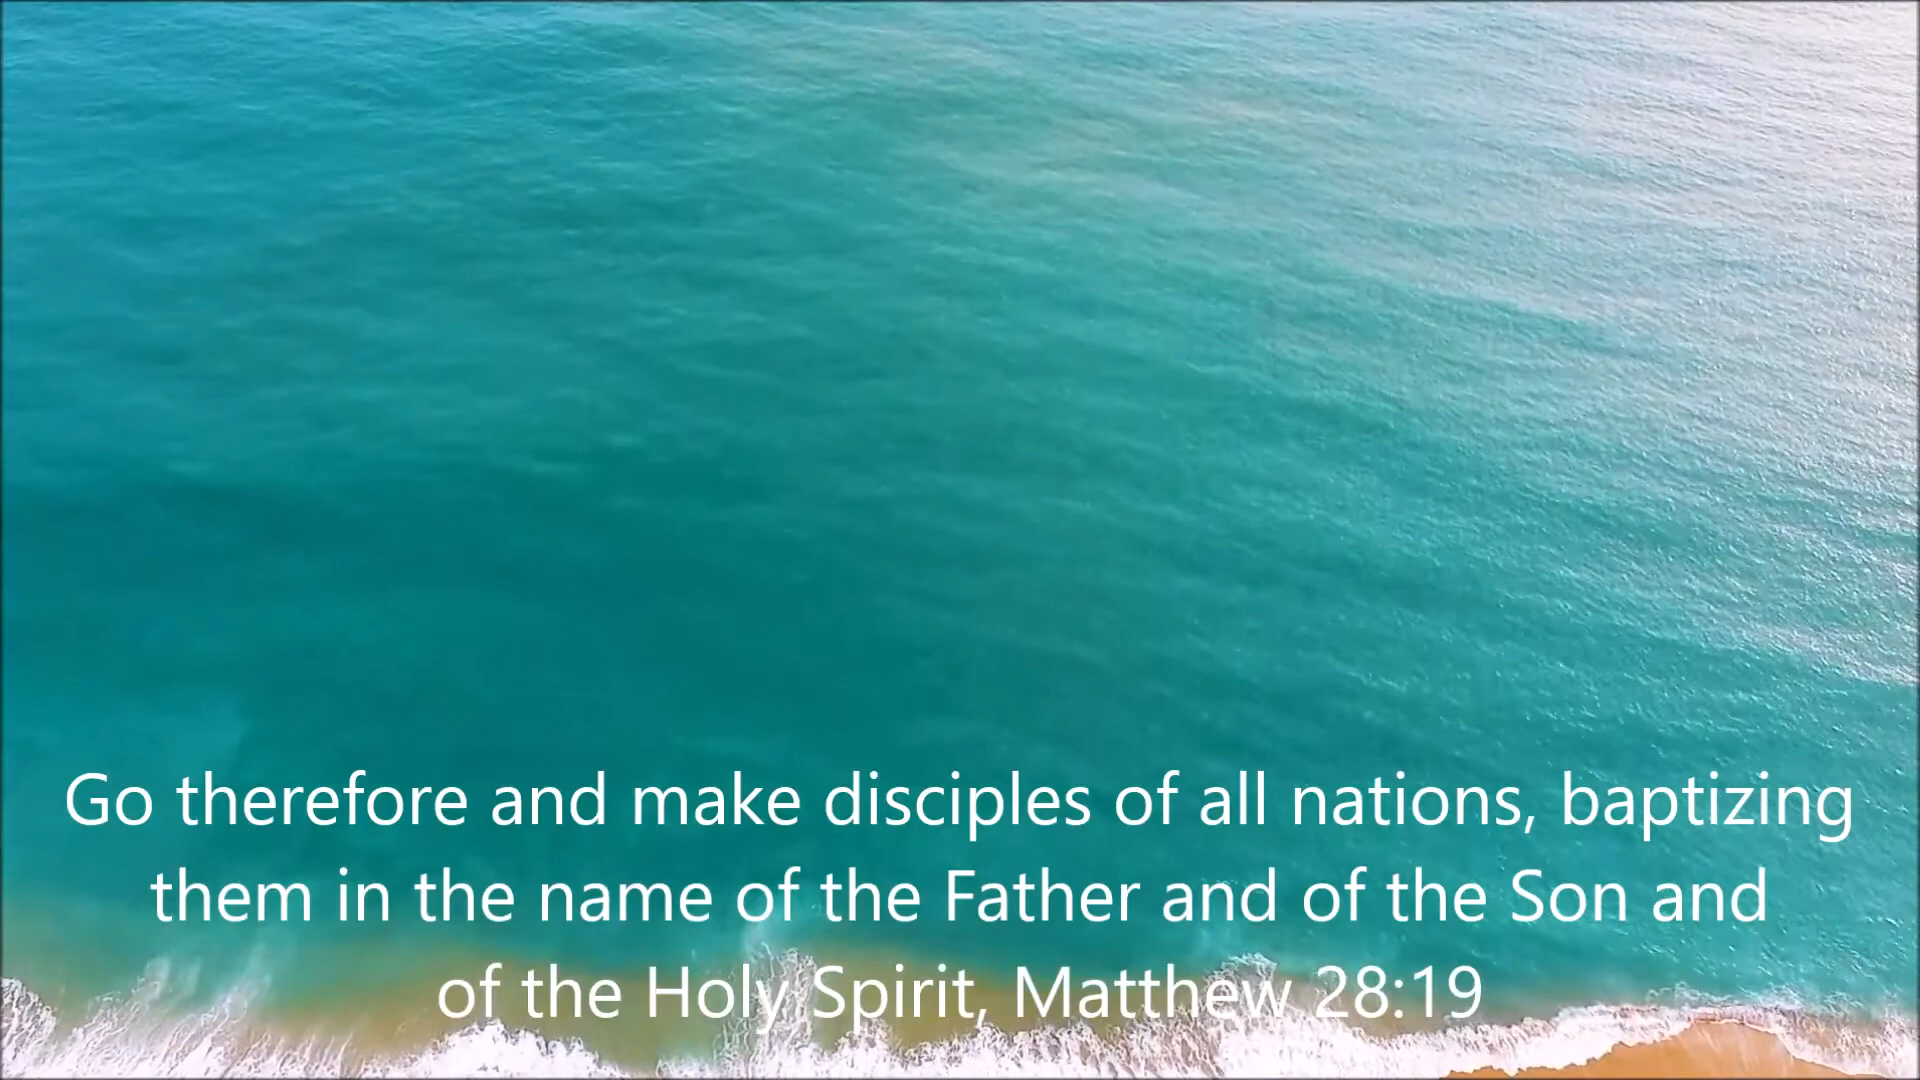 Go therefore and make disciples of all nations, baptizing
them in the name of the Father and of the Son and
of the Holy Spirit, Matthew 28:19